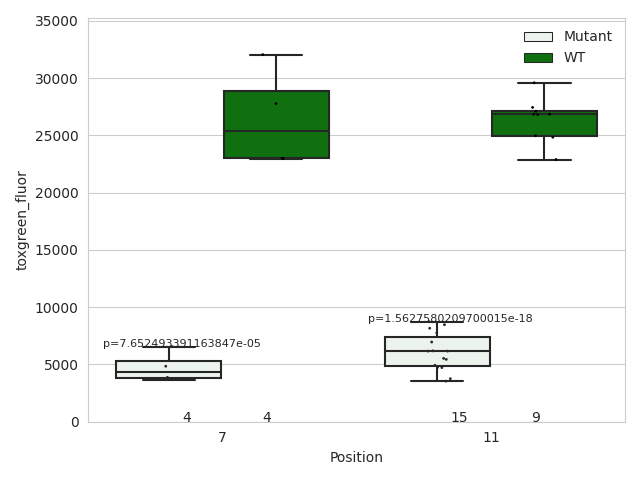 35000
Mutant
WT
30000
25000
20000
15000
10000
5000
0
toxgreen_fluor
p=7.652493391163847e-05
p=1.5627580209700015e-18
4 4 15 9
7 11
Position